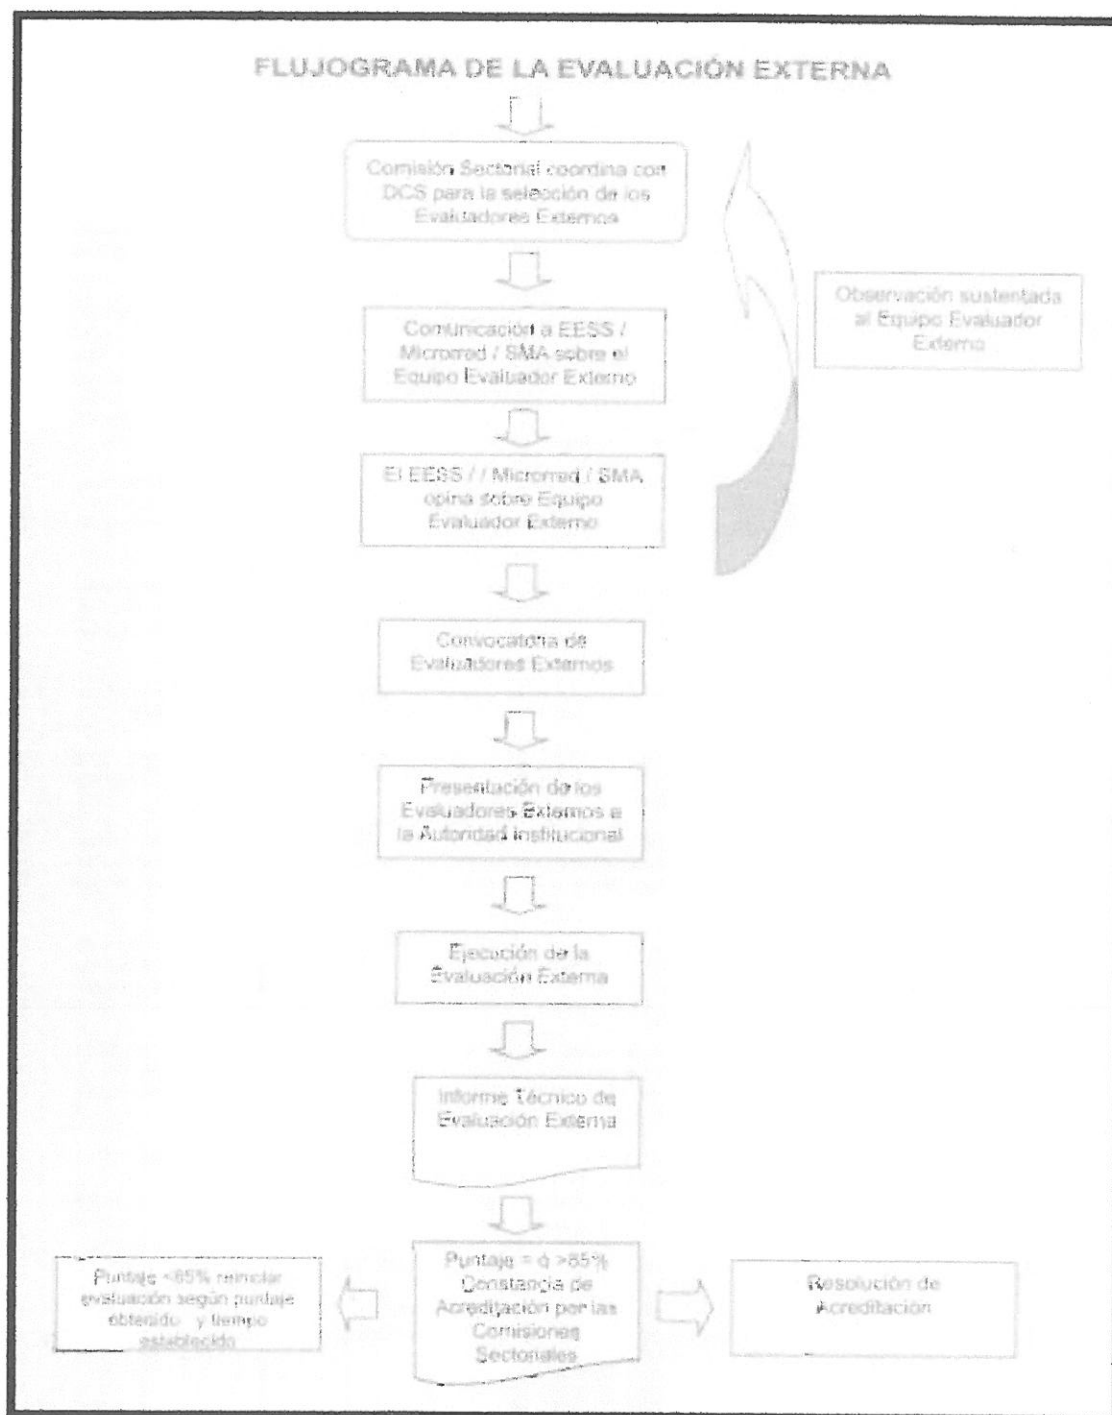 FLUJOGRAMA DE LA EVALUACIÓN EXTERNA
Comisión Sectorial coordina con
DCS para la selección de los
Evaluadores Externos
Observación sustentada
al Equipo Evaluador
Externo
Comunicación a EESS /
Microrred / SMA sobre el
Equipo Evaluador Externo
El EESS / / Microrred / SMA
opina sobre Equipo
Evaluador Externo
Convocatoria de
Evaluadores Externos
Presentación de los
Evaluadores Externos a
la Autoridad Institucional
Ejecución de la
Evaluación Externa
Informe Técnico de
Evaluación Externa
Puntaje <85% reiniciar
evaluación según puntaje
obtenido y tiempo
establecido
Puntaje = ó >85%
Constancia de
Acreditación por las
Comisiones
Sectoriales
Resolución de
Acreditación